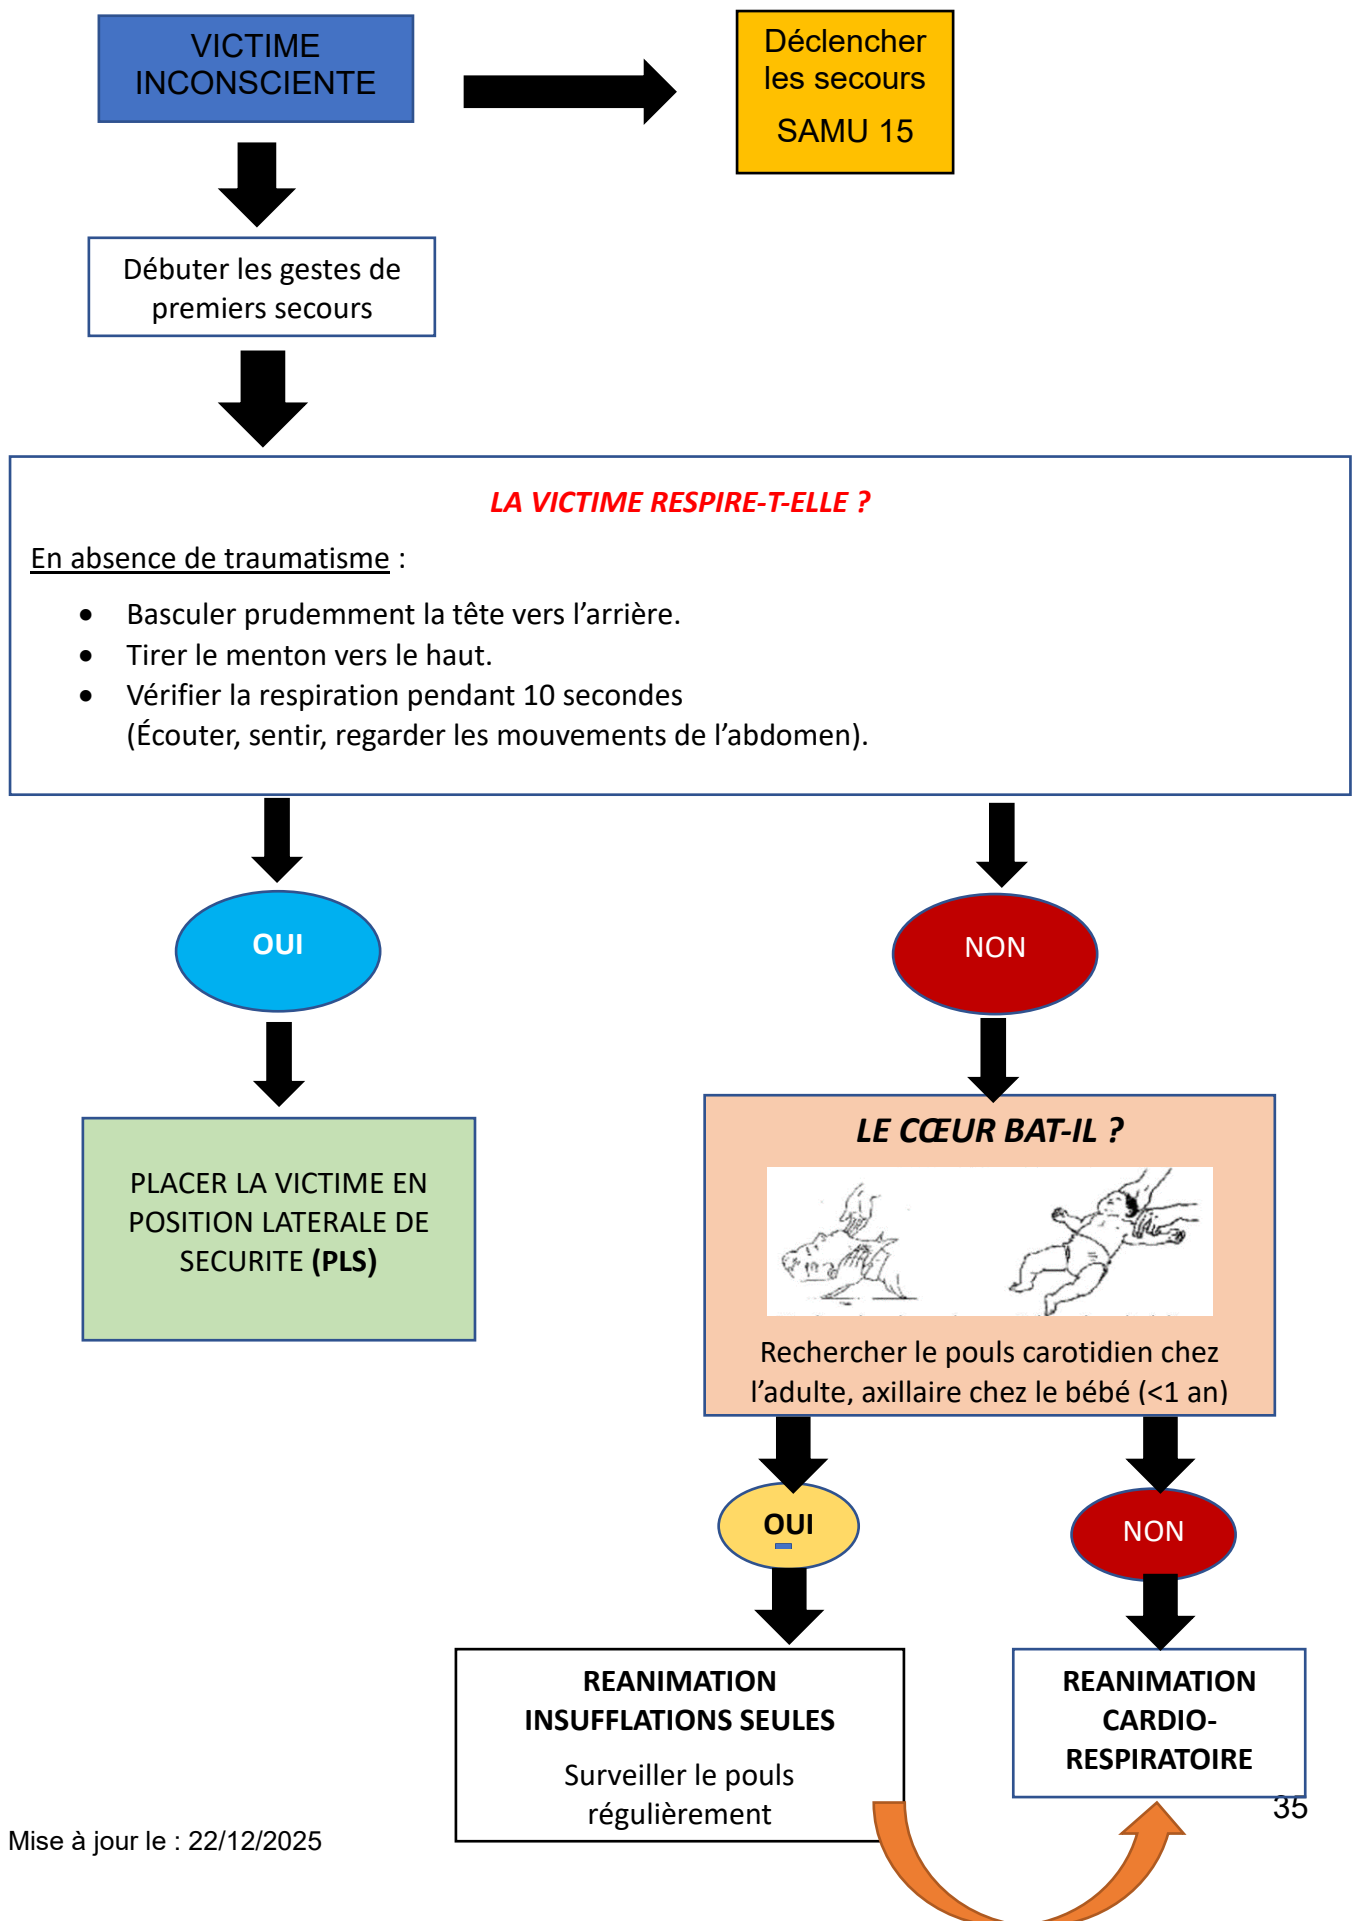 VICTIME
INCONSCIENTE
Déclencher
les secours
SAMU 15
Débuter les gestes de
premiers secours
LA VICTIME RESPIRE-T-ELLE ?
En absence de traumatisme :
• Basculer prudemment la tête vers l’arrière.
• Tirer le menton vers le haut.
• Vérifier la respiration pendant 10 secondes
(Écouter, sentir, regarder les mouvements de l’abdomen).
OUI
NON
PLACER LA VICTIME EN
POSITION LATERALE DE
SECURITE (PLS)
LE CŒUR BAT-IL ?
Rechercher le pouls carotidien chez
l’adulte, axillaire chez le bébé (<1 an)
OUI
NON
REANIMATION
INSUFFLATIONS SEULES
Surveiller le pouls
régulièrement
REANIMATION
CARDIO-
RESPIRATOIRE
35
Mise à jour le : 22/12/2025